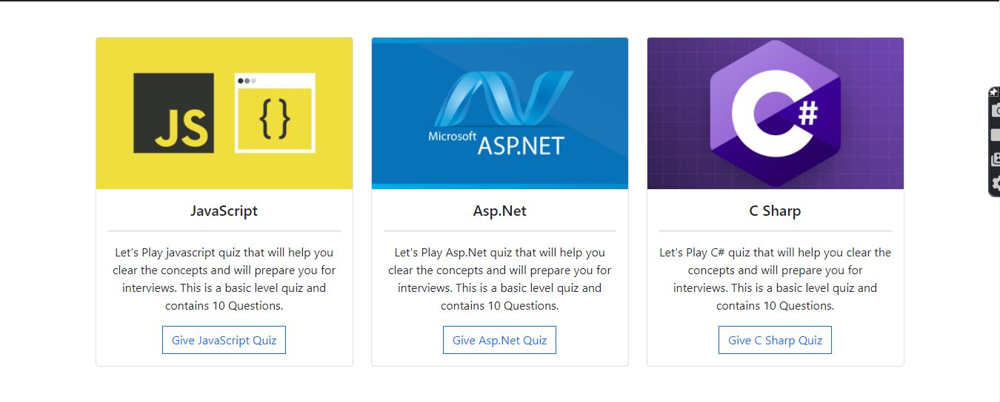 JS
{}
JavaScript
Let's Play javascript quiz that will help you
clear the concepts and will prepare you for
interviews. This is a basic level quiz and
contains 10 Questions.
Give JavaScript Quiz
Microsoft
ASP.NET
Asp.Net
Let's Play Asp.Net quiz that will help you
clear the concepts and will prepare you for
interviews. This is a basic level quiz and
contains 10 Questions.
Give Asp.Net Quiz
C#
C Sharp
Let's Play C# quiz that will help you clear the
concepts and will prepare you for
interviews. This is a basic level quiz and
contains 10 Questions.
Give C Sharp Quiz